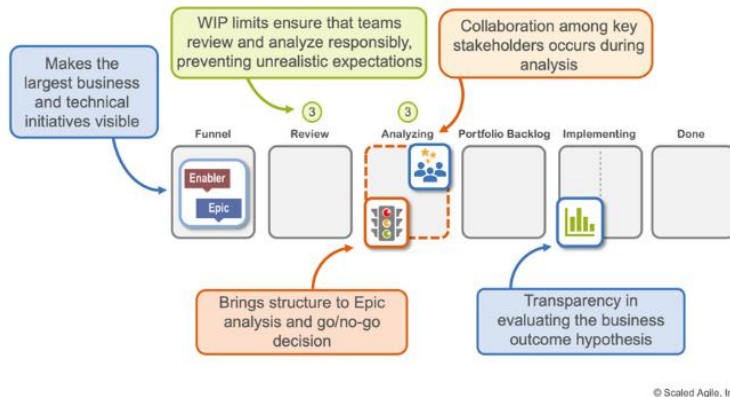 WIP limits ensure that teams
review and analyze responsibly,
preventing unrealistic expectations
Collaboration among key
stakeholders occurs during
analysis
Makes the
largest business
and technical
initiatives visible
3
3
Funnel
Review
Analyzing
Portfolio Backlog
Implementing
Done
Enabler
Epic
Brings structure to Epic
analysis and go/no-go
decision
Transparency in
evaluating the business
outcome hypothesis
© Scaled Agile, In